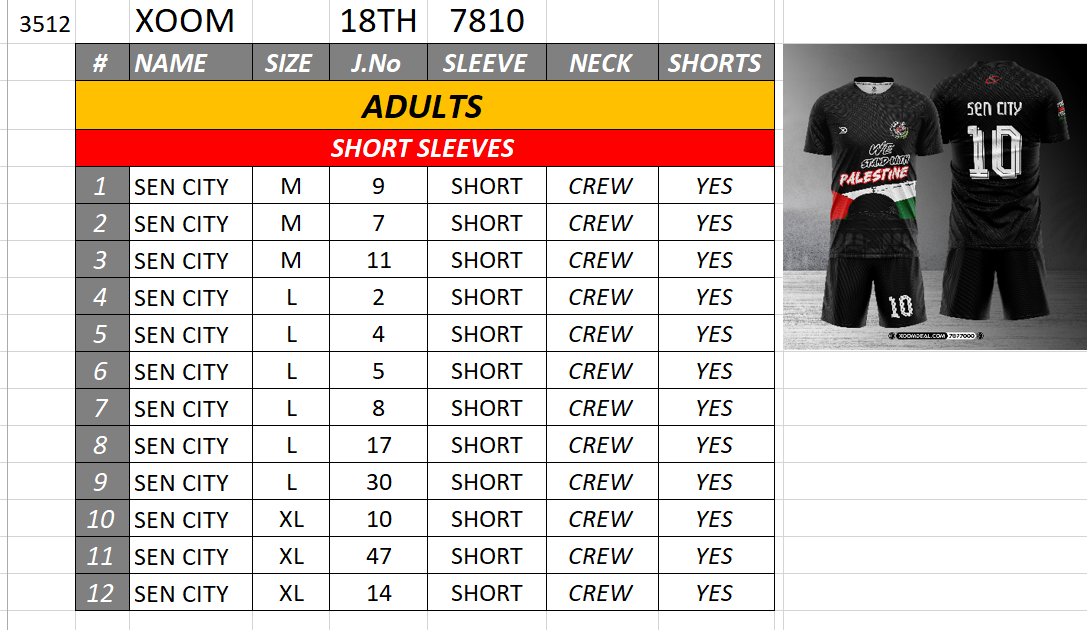 3512 XOOM 18TH 7810
# NAME SIZE J.No SLEEVE NECK SHORTS
ADULTS
SHORT SLEEVES
1 SEN CITY M 9 SHORT CREW YES
2 SEN CITY M 7 SHORT CREW YES
3 SEN CITY M 11 SHORT CREW YES
4 SEN CITY L 2 SHORT CREW YES
5 SEN CITY L 4 SHORT CREW YES
6 SEN CITY L 5 SHORT CREW YES
7 SEN CITY L 8 SHORT CREW YES
8 SEN CITY L 17 SHORT CREW YES
9 SEN CITY L 30 SHORT CREW YES
10 SEN CITY XL 10 SHORT CREW YES
11 SEN CITY XL 47 SHORT CREW YES
12 SEN CITY XL 14 SHORT CREW YES
SEN CITY
10
WE
STAND WITH
PALESTINE
10
XOOMDEAL.COM 7977000